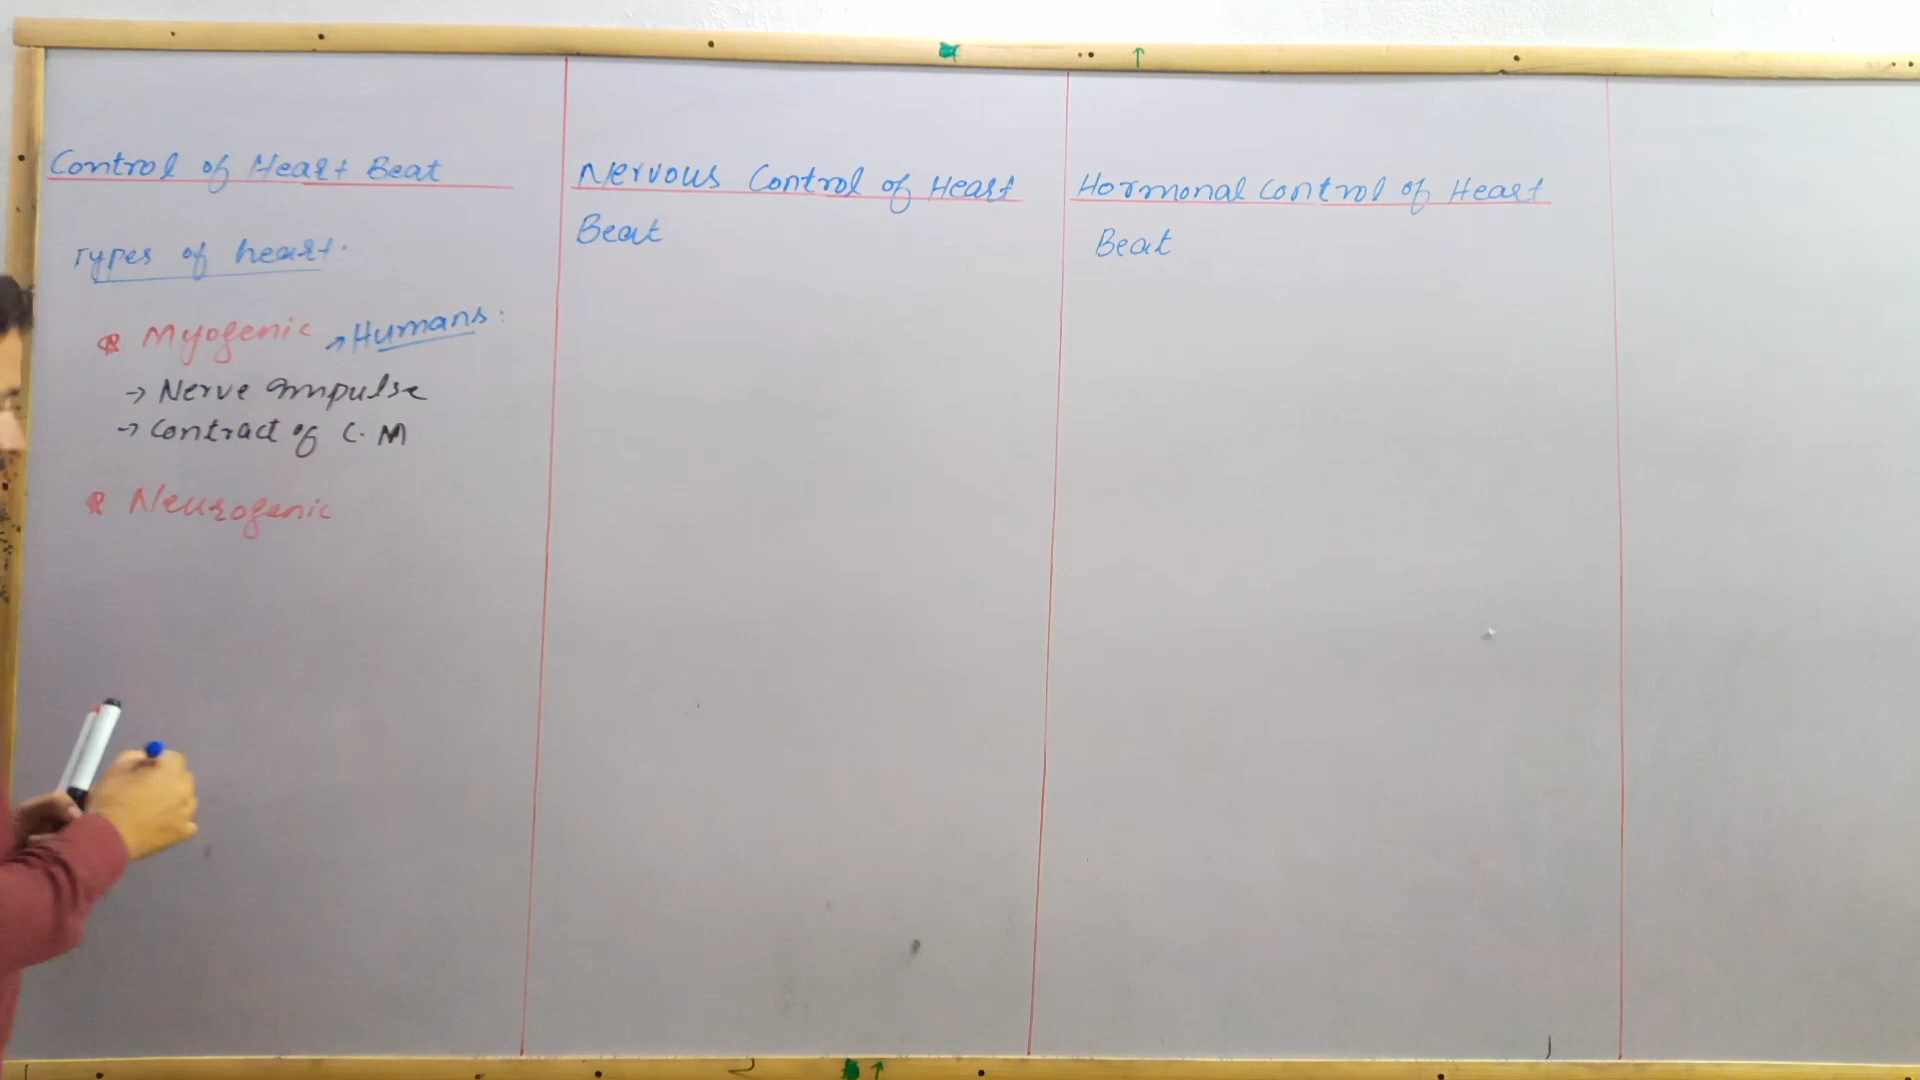 Control of Heart Beat
Types of heart.
Myogenic → Humans:
→ Nerve impulse
→ Contract of C.M
Neurogenic
Nervous Control of Heart
Beat
Hormonal Control of Heart
Beat